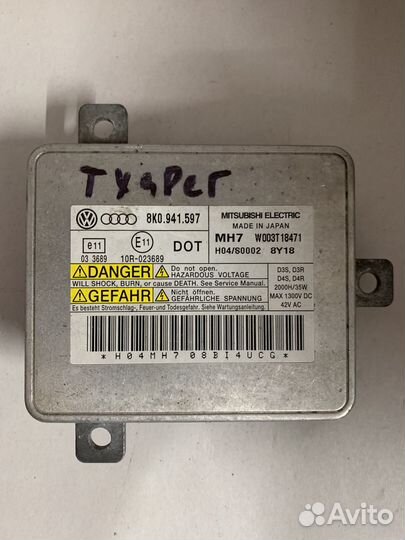 ТУАРЕГ
8K0.941.597
MITSUBISHI ELECTRIC
MADE IN JAPAN
MH7 W003T18471
H04/S0002 8Y18
e11
E11
DOT
03 3689
10R-023689
D3S, D3R
D4S, D4R
2000H/35W
MAX 1300V DC
42V AC
DANGER
Do not open.
HAZARDOUS VOLTAGE
WILL SHOCK, BURN, or cause DEATH. See Service Manual.
GEFAHR
Nicht öffnen.
GEFÄHRLICHE SPANNUNG
Es besteht Stromschlag-, Feuer-und Todesgefahr. Siehe Wartungsanleitung.
*H04MH708BI4UCG*
Avito